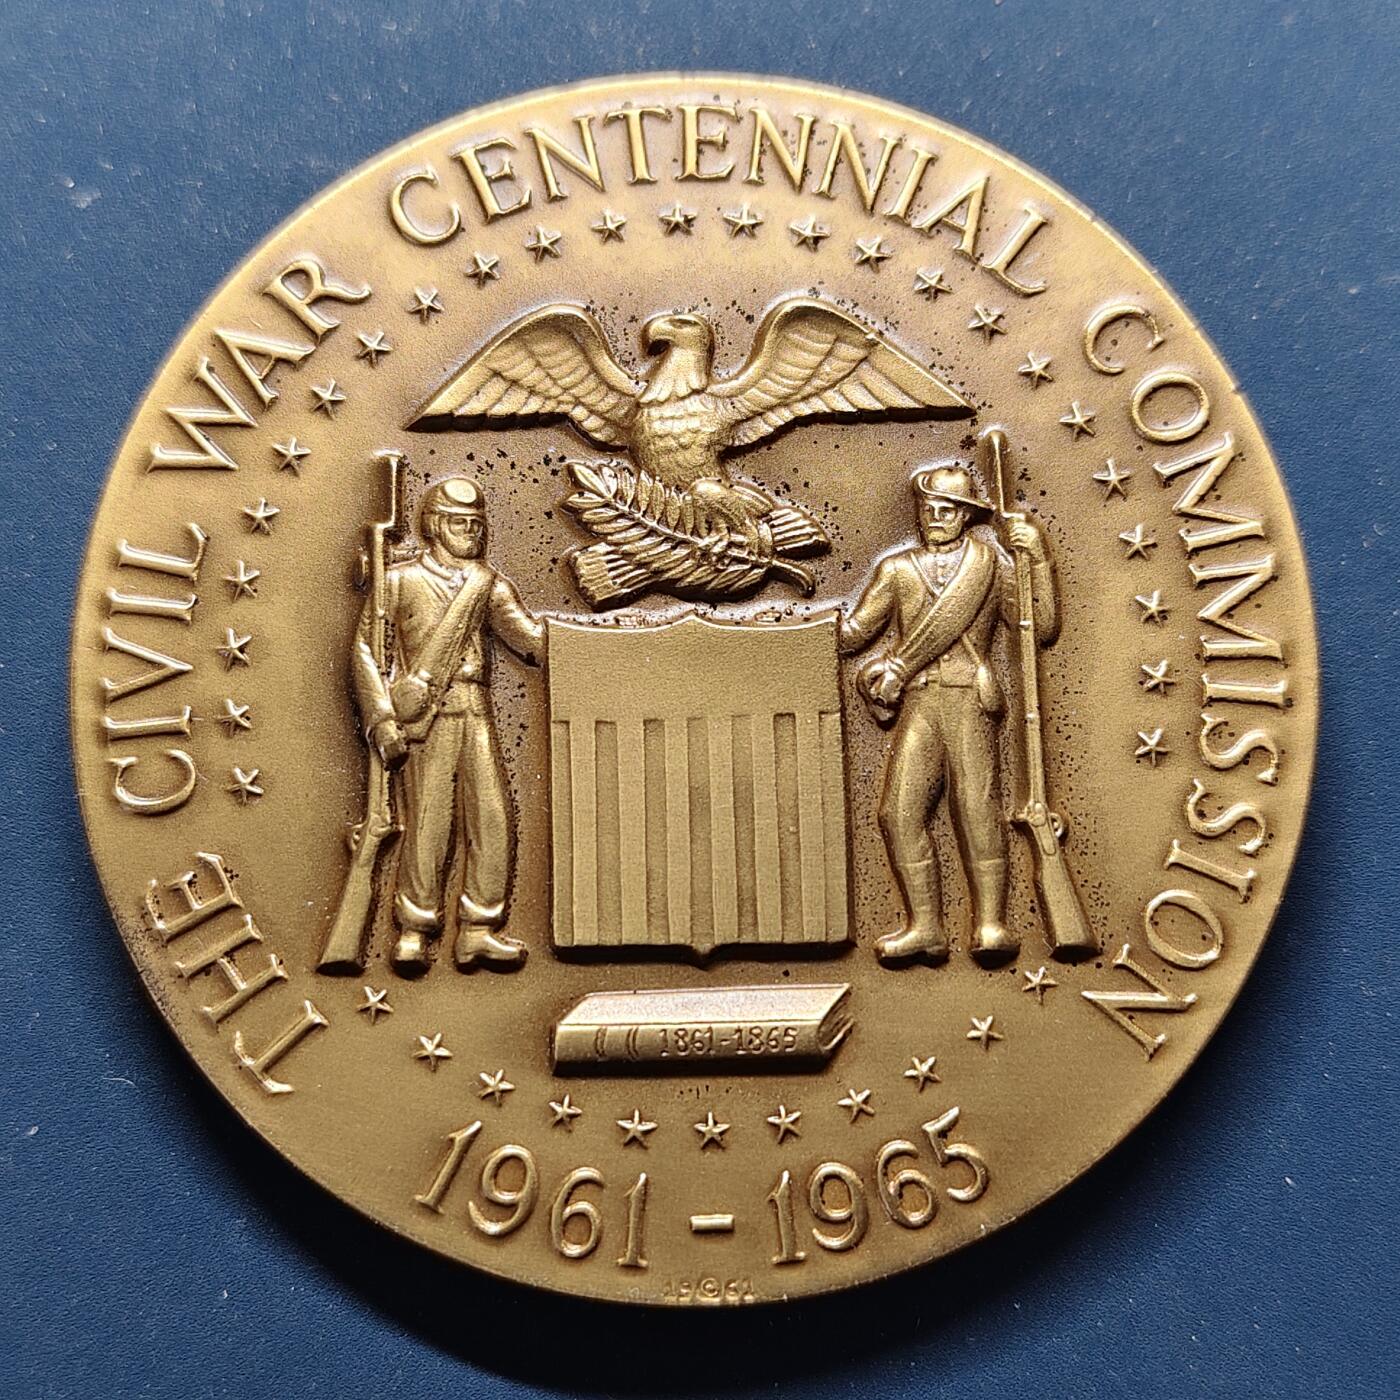 THE CIVIL WAR CENTENNIAL COMMISSION
1861-1865
1961 - 1965
19©61